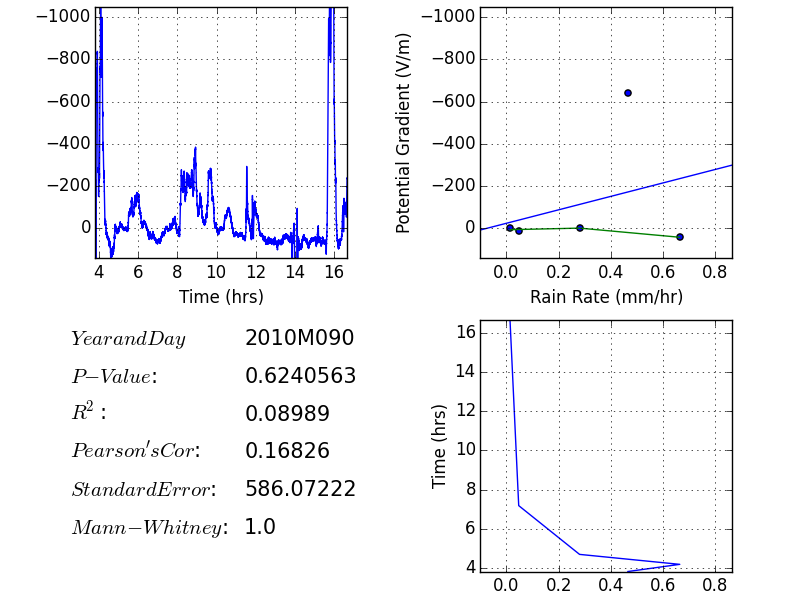 −1000
−800
−600
−400
−200
0
4 6 8 10 12 14 16
Time (hrs)
Potential Gradient (V/m)
−1000
−800
−600
−400
−200
0
0.0 0.2 0.4 0.6 0.8
Rain Rate (mm/hr)
YearandDay 2010M090
P−Value: 0.6240563
R²: 0.08989
Pearson'sCor: 0.16826
StandardError: 586.07222
Mann−Whitney: 1.0
Time (hrs)
16
14
12
10
8
6
4
0.0 0.2 0.4 0.6 0.8